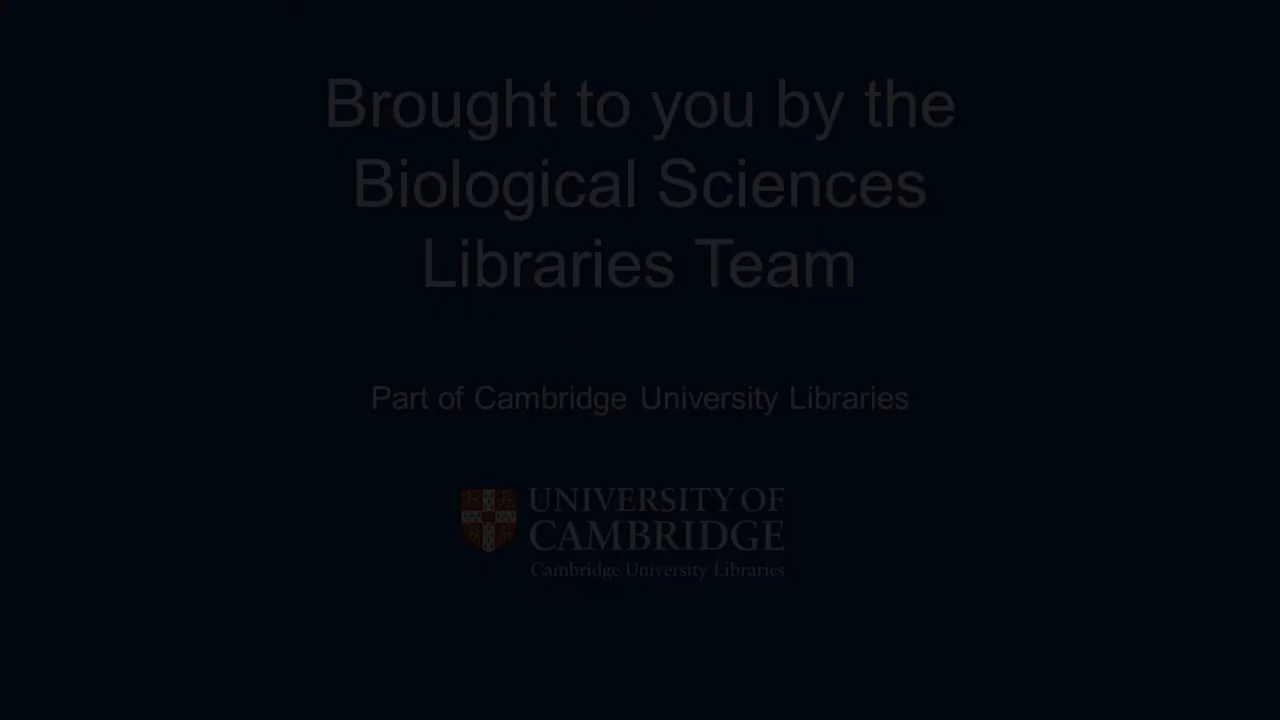 Brought to you by the
Biological Sciences
Libraries Team
Part of Cambridge University Libraries
UNIVERSITY OF
CAMBRIDGE
Cambridge University Libraries